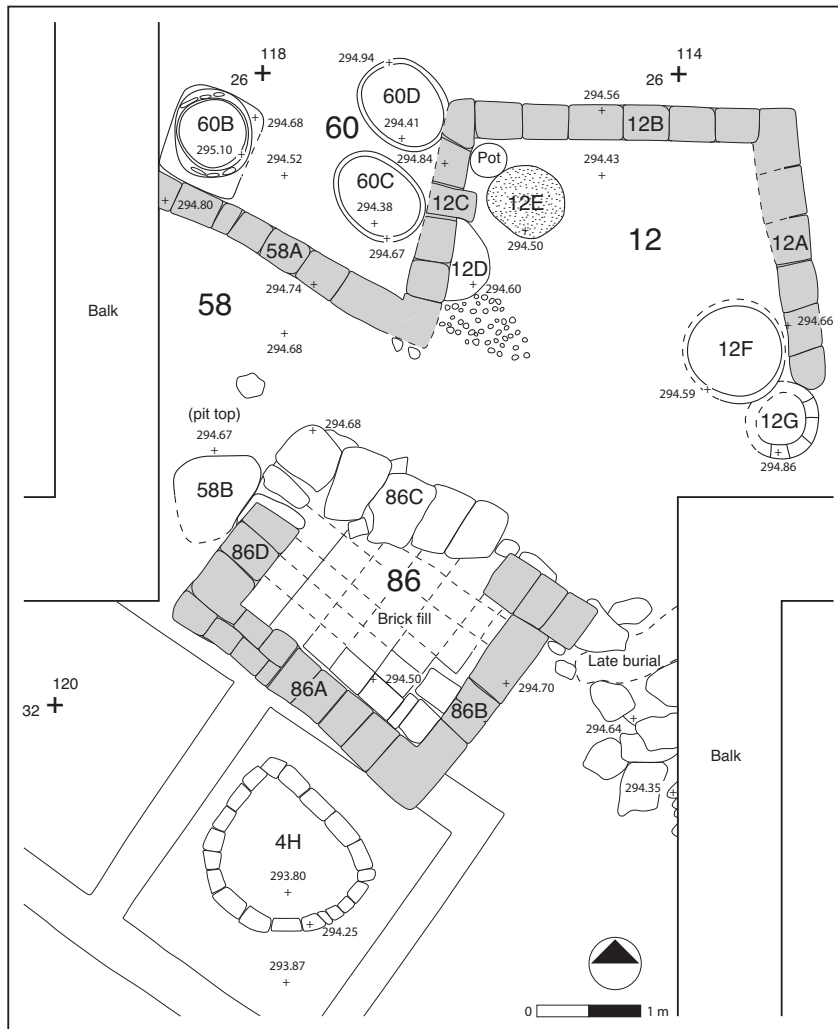 118
26
294.94
60D
294.41
114
26
294.56
12B
60B
295.10
294.68
60
294.52
294.84
Pot
294.43
60C
294.38
294.67
12C
12E
294.50
12
12A
294.80
58A
294.74
12D
294.60
Balk
58
294.68
294.66
12F
294.59
12G
294.86
(pit top)
294.67
294.68
58B
86C
86D
86
Brick fill
Late burial
86A
294.50
86B
294.70
120
32
294.64
Balk
294.35
4H
293.80
294.25
293.87
0
1 m